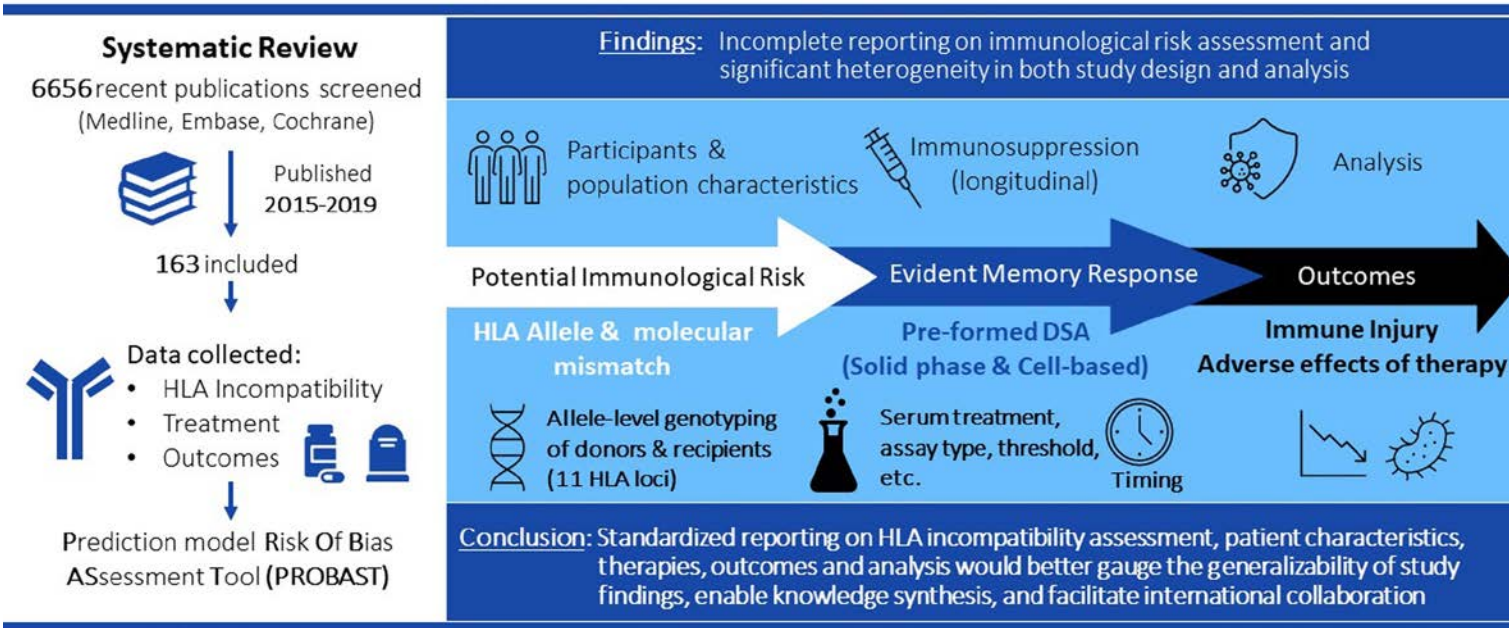 Systematic Review
6656 recent publications screened
(Medline, Embase, Cochrane)
Published
2015-2019
163 included
Data collected:
• HLA Incompatibility
• Treatment
• Outcomes
Prediction model Risk Of Bias
ASsessment Tool (PROBAST)
Findings: Incomplete reporting on immunological risk assessment and
significant heterogeneity in both study design and analysis
Participants &
population characteristics
Immunosuppression
(longitudinal)
Analysis
Potential Immunological Risk
Evident Memory Response
Outcomes
HLA Allele & molecular
mismatch
Pre-formed DSA
(Solid phase & Cell-based)
Immune Injury
Adverse effects of therapy
Allele-level genotyping
of donors & recipients
(11 HLA loci)
Serum treatment,
assay type, threshold,
etc.
Timing
Conclusion: Standardized reporting on HLA incompatibility assessment, patient characteristics,
therapies, outcomes and analysis would better gauge the generalizability of study
findings, enable knowledge synthesis, and facilitate international collaboration